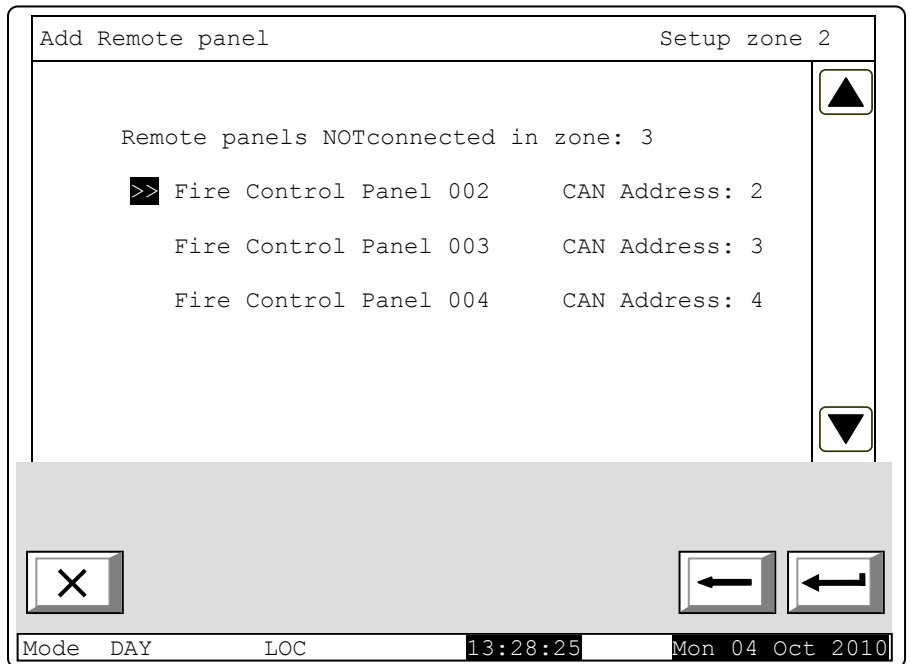 Add Remote panel Setup zone 2
Remote panels NOTconnected in zone: 3
>> Fire Control Panel 002 CAN Address: 2
Fire Control Panel 003 CAN Address: 3
Fire Control Panel 004 CAN Address: 4
Mode DAY LOC 13:28:25 Mon 04 Oct 2010